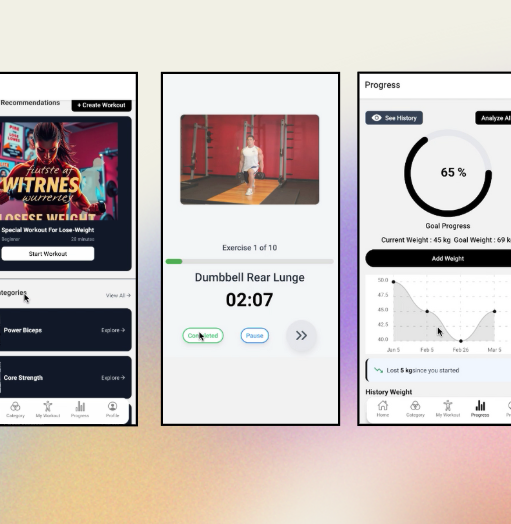 Recommendations
+ Create Workout
fiutste af
WITRNES
wurrerey
LOSESE WEIGHT
Special Workout For Lose-Weight
Beginner
20 minutes
Start Workout
ategories
View All →
Power Biceps
Explore →
Core Strength
Explore →
Category
My Workout
Progress
Profile
Exercise 1 of 10
Dumbbell Rear Lunge
02:07
Completed
Pause
Progress
See History
Analyze AI
65 %
Goal Progress
Current Weight : 45 kg Goal Weight : 69 k
Add Weight
50.0
47.5
45.0
42.5
40.0
Jan 5
Feb 5
Feb 26
Mar 5
Lost 5 kgsince you started
History Weight
Home
Category
My Workout
Progress